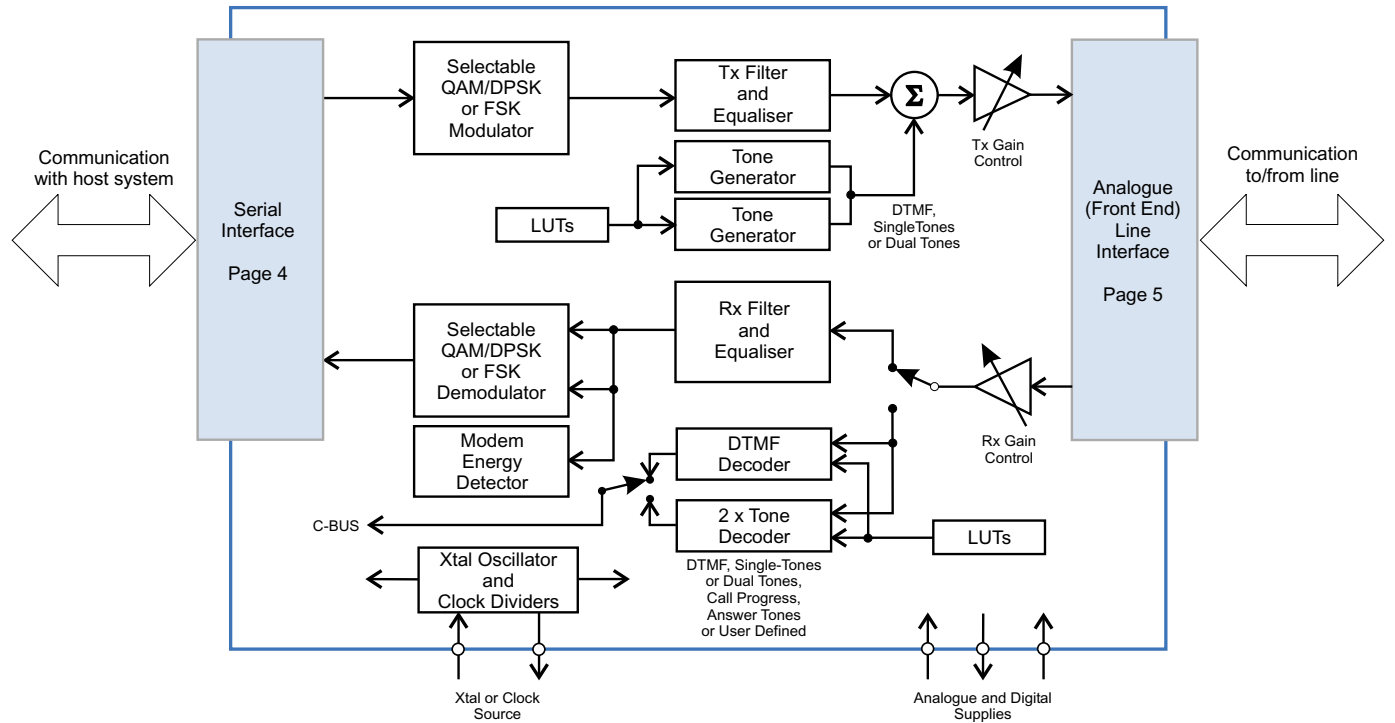 Communication
with host system
Serial
Interface
Page 4
Selectable
QAM/DPSK
or FSK
Modulator
Tx Filter
and
Equaliser
Σ
Tx Gain
Control
Tone
Generator
LUTs
Tone
Generator
DTMF,
SingleTones
or Dual Tones
Analogue
(Front End)
Line
Interface
Page 5
Communication
to/from line
Selectable
QAM/DPSK
or FSK
Demodulator
Rx Filter
and
Equaliser
Rx Gain
Control
Modem
Energy
Detector
DTMF
Decoder
C-BUS
2 x Tone
Decoder
LUTs
DTMF, Single-Tones
or Dual Tones,
Call Progress,
Answer Tones
or User Defined
Xtal Oscillator
and
Clock Dividers
Xtal or Clock
Source
Analogue and Digital
Supplies